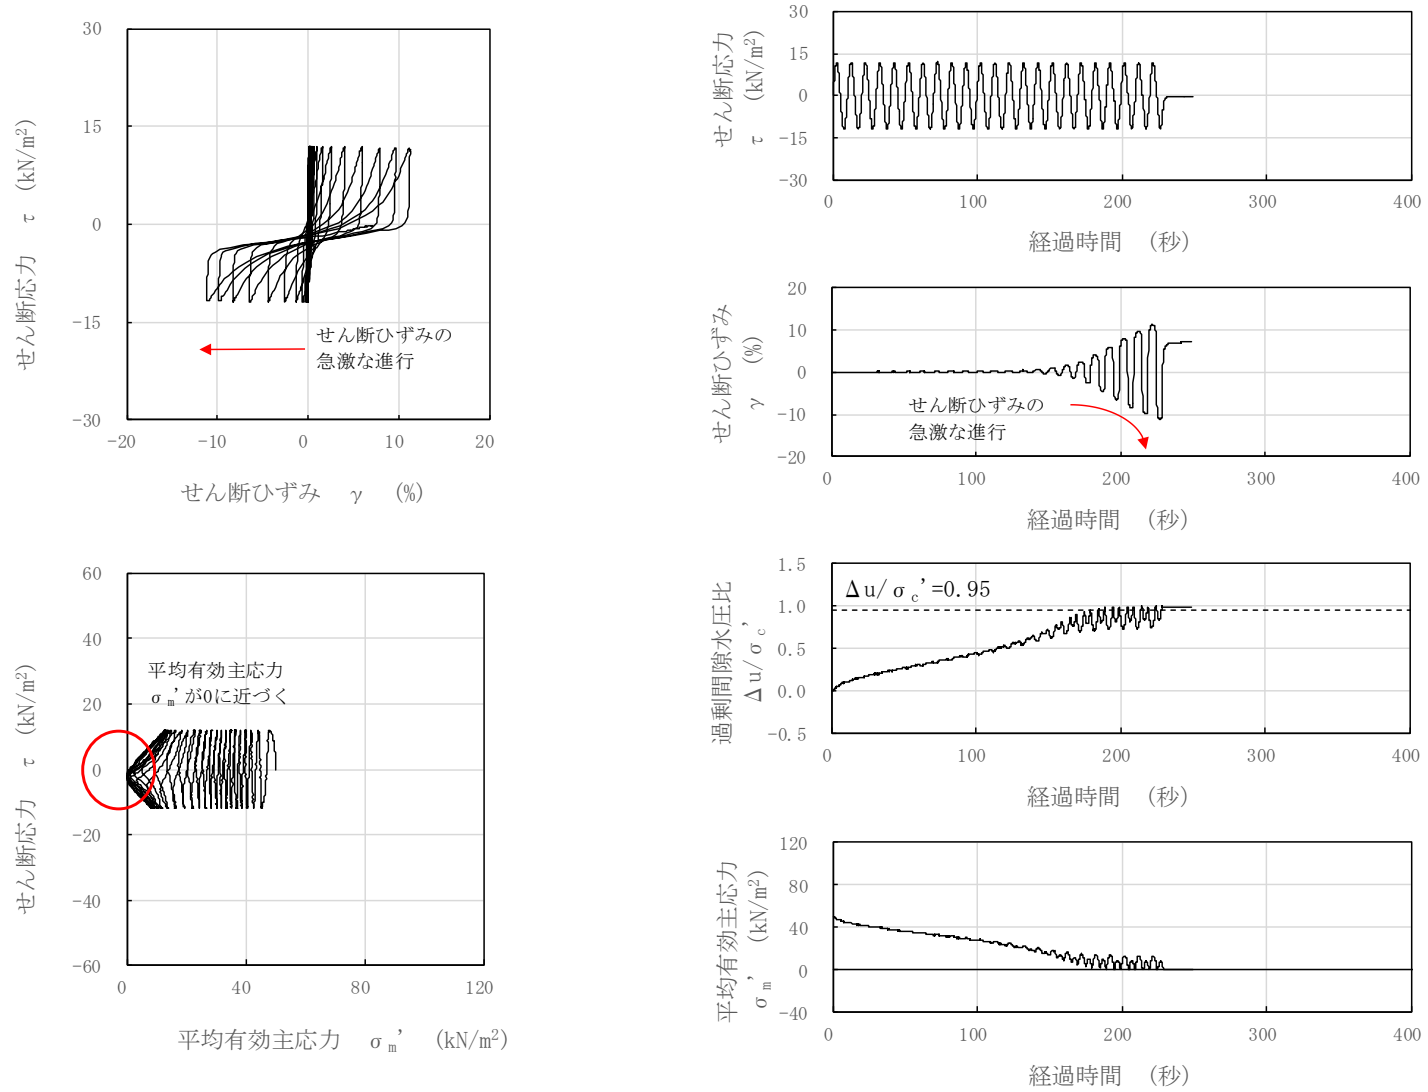 30
15
0
-15
-30
せん断応力 τ (kN/m²)
-20
-10
0
10
20
せん断ひずみ γ (%)
せん断ひずみの
急激な進行
60
40
20
0
-20
-40
-60
せん断応力 τ (kN/m²)
平均有効主応力
σm'が0に近づく
0
40
80
120
平均有効主応力 σm' (kN/m²)
30
15
0
-15
-30
せん断応力
τ (kN/m²)
0
100
200
300
400
経過時間 (秒)
20
10
0
-10
-20
せん断ひずみ
γ (%)
せん断ひずみの
急激な進行
0
100
200
300
400
経過時間 (秒)
1.5
1.0
0.5
0.0
-0.5
過剰間隙水圧比
Δu/σc'
Δu/σc'=0.95
0
100
200
300
400
経過時間 (秒)
120
80
40
0
-40
平均有効主応力
σm' (kN/m²)
0
100
200
300
400
経過時間 (秒)